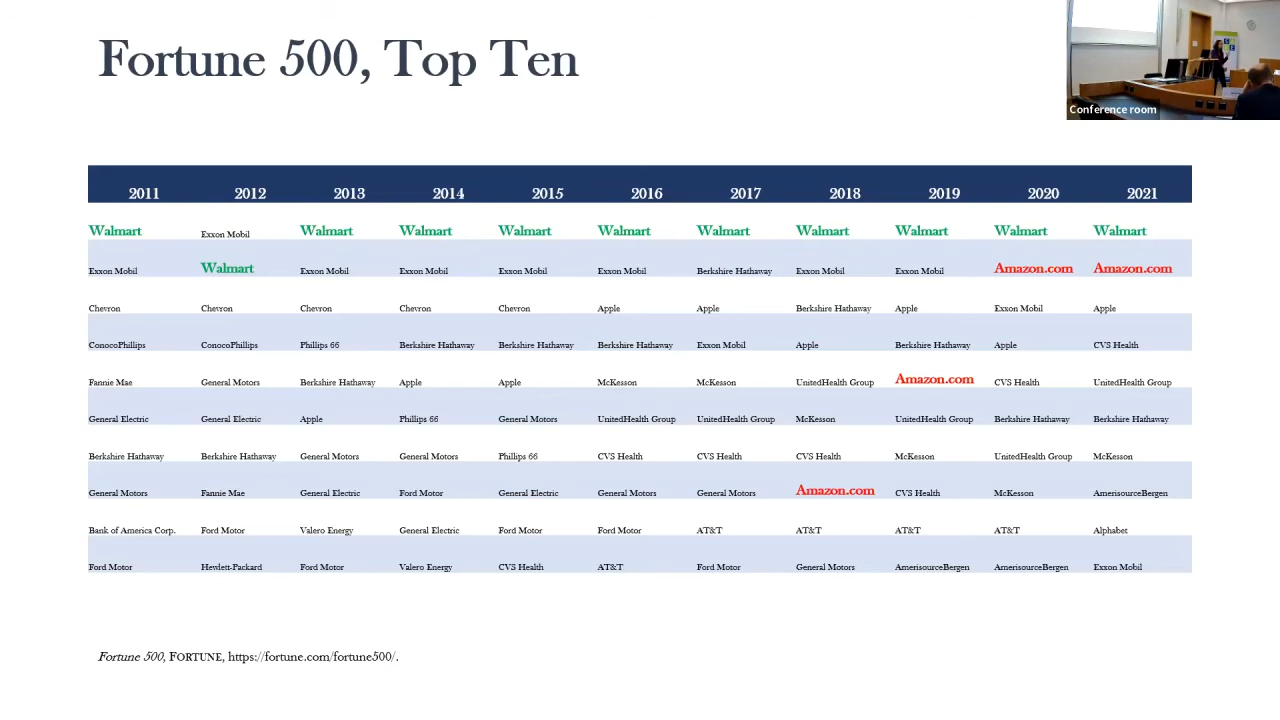 Fortune 500, Top Ten
Conference room
2011 2012 2013 2014 2015 2016 2017 2018 2019 2020 2021
Walmart Exxon Mobil Walmart Walmart Walmart Walmart Walmart Walmart Walmart Walmart Walmart
Exxon Mobil Walmart Exxon Mobil Exxon Mobil Exxon Mobil Exxon Mobil Berkshire Hathaway Exxon Mobil Exxon Mobil Amazon.com Amazon.com
Chevron Chevron Chevron Chevron Chevron Apple Apple Berkshire Hathaway Apple Exxon Mobil Apple
ConocoPhillips ConocoPhillips Phillips 66 Berkshire Hathaway Berkshire Hathaway Berkshire Hathaway Exxon Mobil Apple Berkshire Hathaway Apple CVS Health
Fannie Mae General Motors Berkshire Hathaway Apple Apple McKesson McKesson UnitedHealth Group Amazon.com CVS Health UnitedHealth Group
General Electric General Electric Apple Phillips 66 General Motors UnitedHealth Group UnitedHealth Group McKesson UnitedHealth Group Berkshire Hathaway Berkshire Hathaway
Berkshire Hathaway Berkshire Hathaway General Motors General Motors Phillips 66 CVS Health CVS Health CVS Health McKesson UnitedHealth Group McKesson
General Motors Fannie Mae General Electric Ford Motor General Electric General Motors General Motors Amazon.com CVS Health McKesson AmerisourceBergen
Bank of America Corp. Ford Motor Valero Energy General Electric Ford Motor Ford Motor AT&T AT&T AT&T AT&T Alphabet
Ford Motor Hewlett-Packard Ford Motor Valero Energy CVS Health AT&T Ford Motor General Motors AmerisourceBergen AmerisourceBergen Exxon Mobil
Fortune 500, FORTUNE, https://fortune.com/fortune500/.